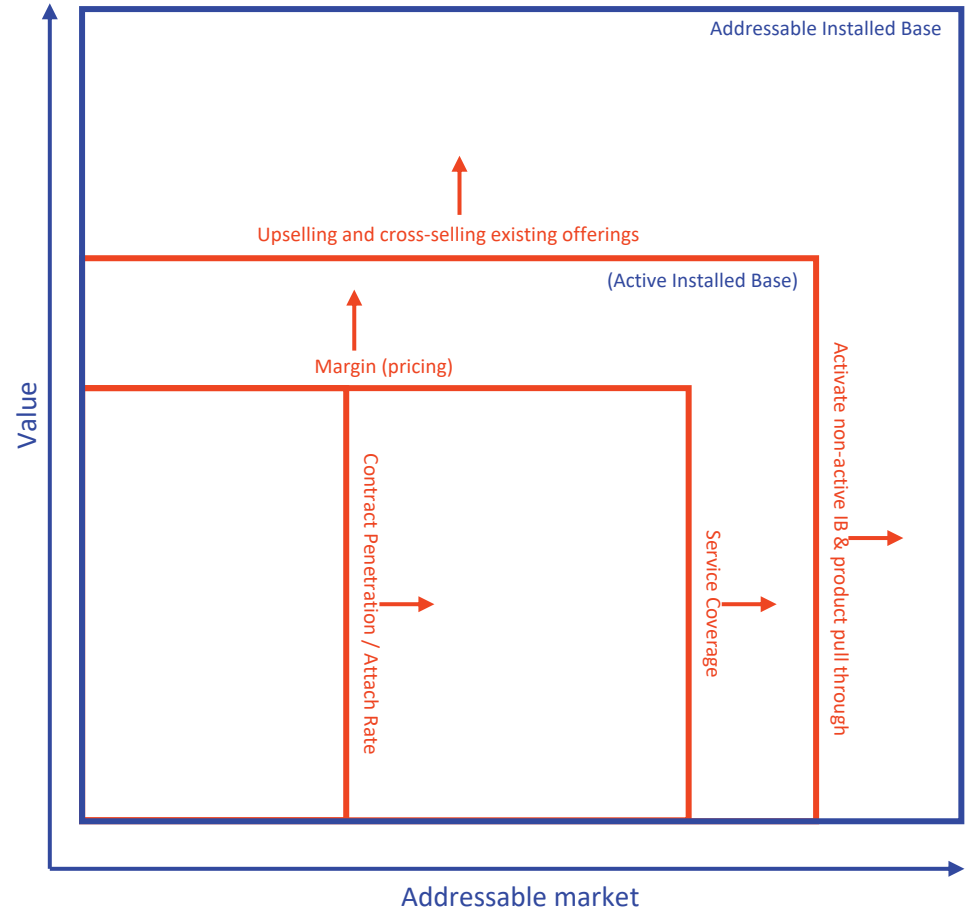 Addressable Installed Base
Upselling and cross-selling existing offerings
(Active Installed Base)
Margin (pricing)
Value
Contract Penetration / Attach Rate
Service Coverage
Activate non-active IB & product pull through
Addressable market